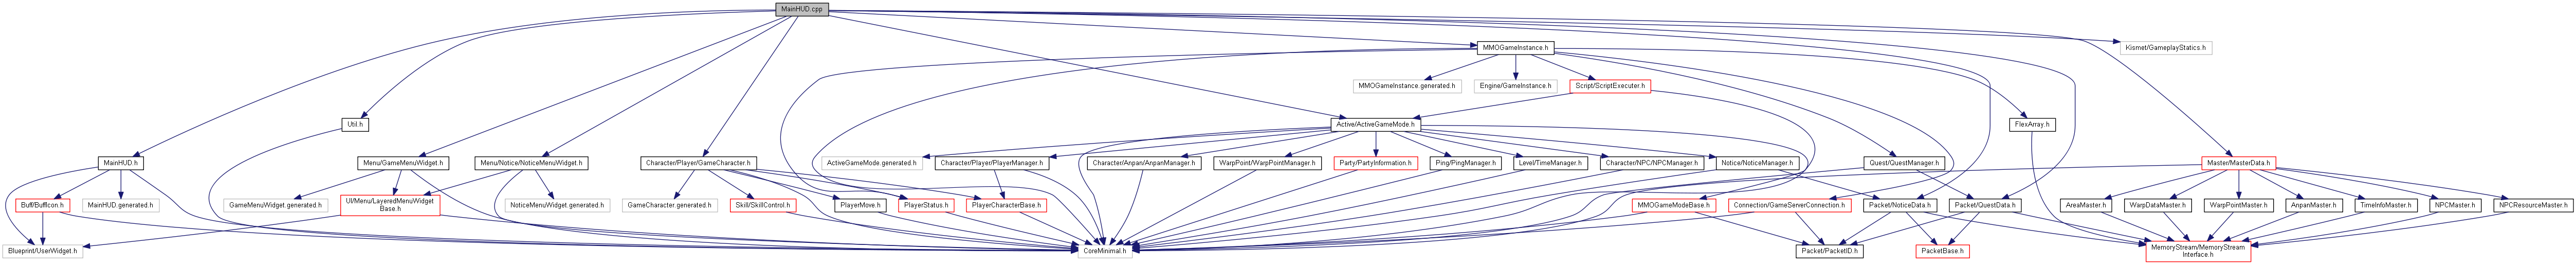 MainHUD.cpp
MMOGameInstance.h
Kismet/GameplayStatics.h
MMOGameInstance.generated.h
Engine/GameInstance.h
Script/ScriptExecuter.h
Util.h
Active/ActiveGameMode.h
FlexArray.h
MainHUD.h
Menu/GameMenuWidget.h
Menu/Notice/NoticeMenuWidget.h
Character/Player/GameCharacter.h
ActiveGameMode.generated.h
Character/Player/PlayerManager.h
Character/Anpan/AnpanManager.h
WarpPoint/WarpPointManager.h
Party/PartyInformation.h
Ping/PingManager.h
Level/TimeManager.h
Character/NPC/NPCManager.h
Notice/NoticeManager.h
Quest/QuestManager.h
Master/MasterData.h
Buff/BuffIcon.h
MainHUD.generated.h
GameMenuWidget.generated.h
UI/Menu/LayeredMenuWidget
Base.h
NoticeMenuWidget.generated.h
GameCharacter.generated.h
Skill/SkillControl.h
PlayerMove.h
PlayerStatus.h
PlayerCharacterBase.h
MMOGameModeBase.h
Connection/GameServerConnection.h
Packet/NoticeData.h
Packet/QuestData.h
AreaMaster.h
WarpDataMaster.h
WarpPointMaster.h
AnpanMaster.h
TimeInfoMaster.h
NPCMaster.h
NPCResourceMaster.h
Blueprint/UserWidget.h
CoreMinimal.h
Packet/PacketID.h
PacketBase.h
MemoryStream/MemoryStream
Interface.h